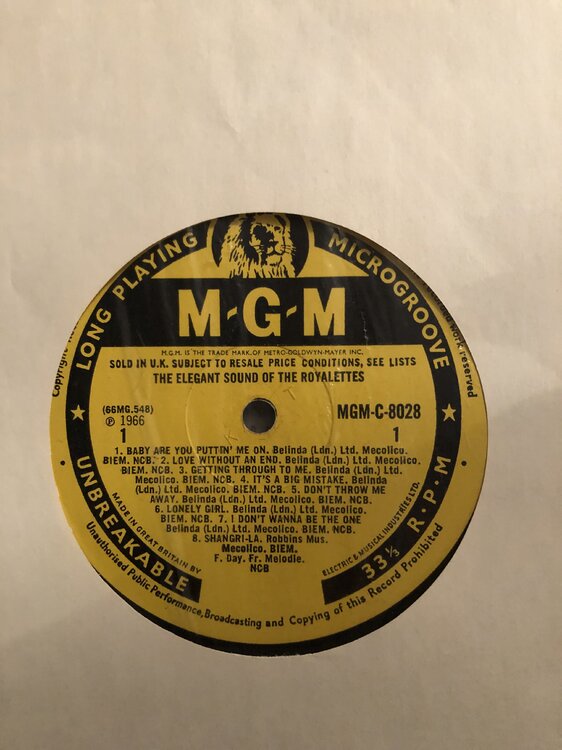 LONG PLAYING
MICROGROOVE
M-G-M
M.G.M. IS THE TRADE MARK OF METRO-GOLDWYN-MAYER INC.
SOLD IN U.K. SUBJECT TO RESALE PRICE CONDITIONS, SEE LISTS
THE ELEGANT SOUND OF THE ROYALETTES
(66MG.548)
℗ 1966
1
MGM-C-8028
1
1. BABY ARE YOU PUTTIN' ME ON. Belinda (Ldn.) Ltd. Mecolico.
BIEM. NCB. 2. LOVE WITHOUT AN END. Belinda (Ldn.) Ltd. Mecolico.
BIEM. NCB. 3. GETTING THROUGH TO ME. Belinda (Ldn.) Ltd.
Mecolico. BIEM. NCB. 4. IT'S A BIG MISTAKE. Belinda
(Ldn.) Ltd. Mecolico. BIEM. NCB. 5. DON'T THROW ME
AWAY. Belinda (Ldn.) Ltd. Mecolico. BIEM. NCB.
6. LONELY GIRL. Belinda (Ldn.) Ltd. Mecolico.
BIEM. NCB. 7. I DON'T WANNA BE THE ONE
Belinda (Ldn.) Ltd. Mecolico. BIEM. NCB.
8. SHANGRI-LA. Robbins Mus.
Mecolico. BIEM.
F. Day. Fr. Melodie.
NCB
UNBREAKABLE
33⅓ R·P·M
MADE IN GREAT BRITAIN BY
ELECTRIC & MUSICAL INDUSTRIES LTD.
Copyright
work reserved
Unauthorised Public Performance, Broadcasting and Copying of this Record Prohibited